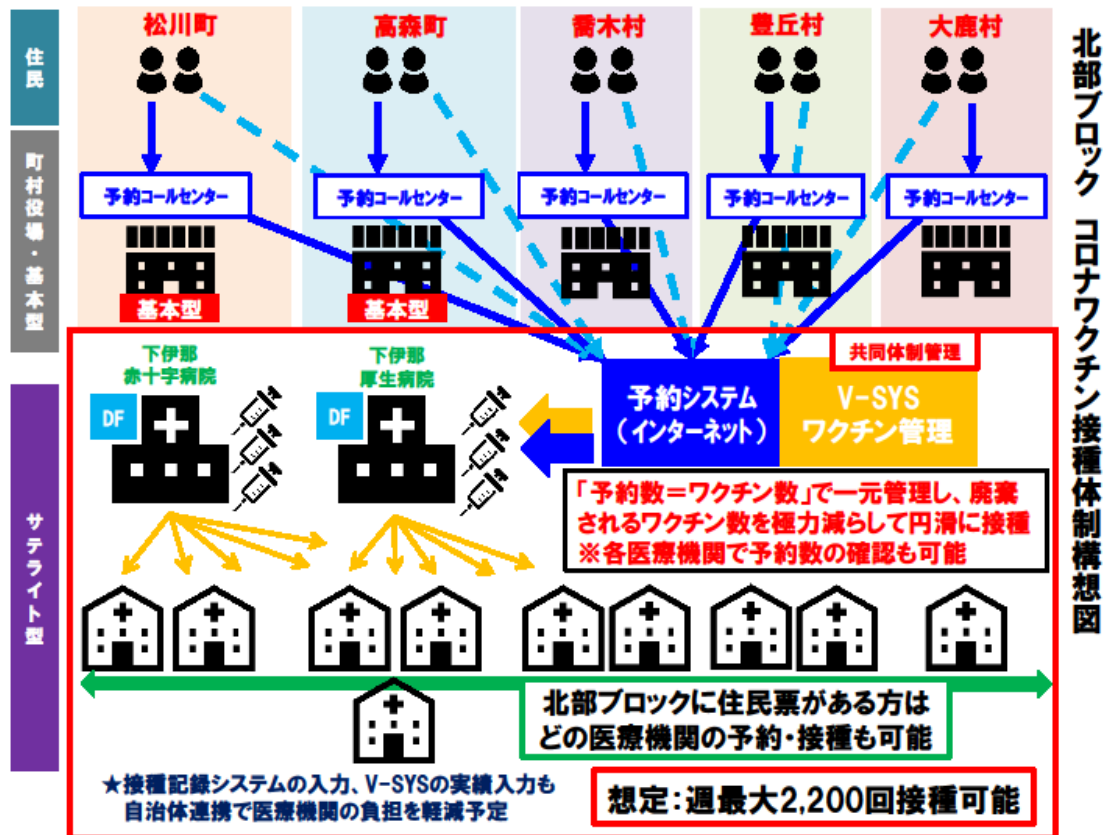 北部ブロック コロナワクチン接種体制構想図
住民
松川町
高森町
喬木村
豊丘村
大鹿村
町村役場・基本型
予約コールセンター
予約コールセンター
予約コールセンター
予約コールセンター
予約コールセンター
基本型
基本型
サテライト型
下伊那
赤十字病院
DF
下伊那
厚生病院
DF
共同体制管理
予約システム
(インターネット)
V-SYS
ワクチン管理
「予約数=ワクチン数」で一元管理し、廃棄
されるワクチン数を極力減らして円滑に接種
※各医療機関で予約数の確認も可能
北部ブロックに住民票がある方は
どの医療機関の予約・接種も可能
★接種記録システムの入力、V-SYSの実績入力も
自治体連携で医療機関の負担を軽減予定
想定:週最大2,200回接種可能